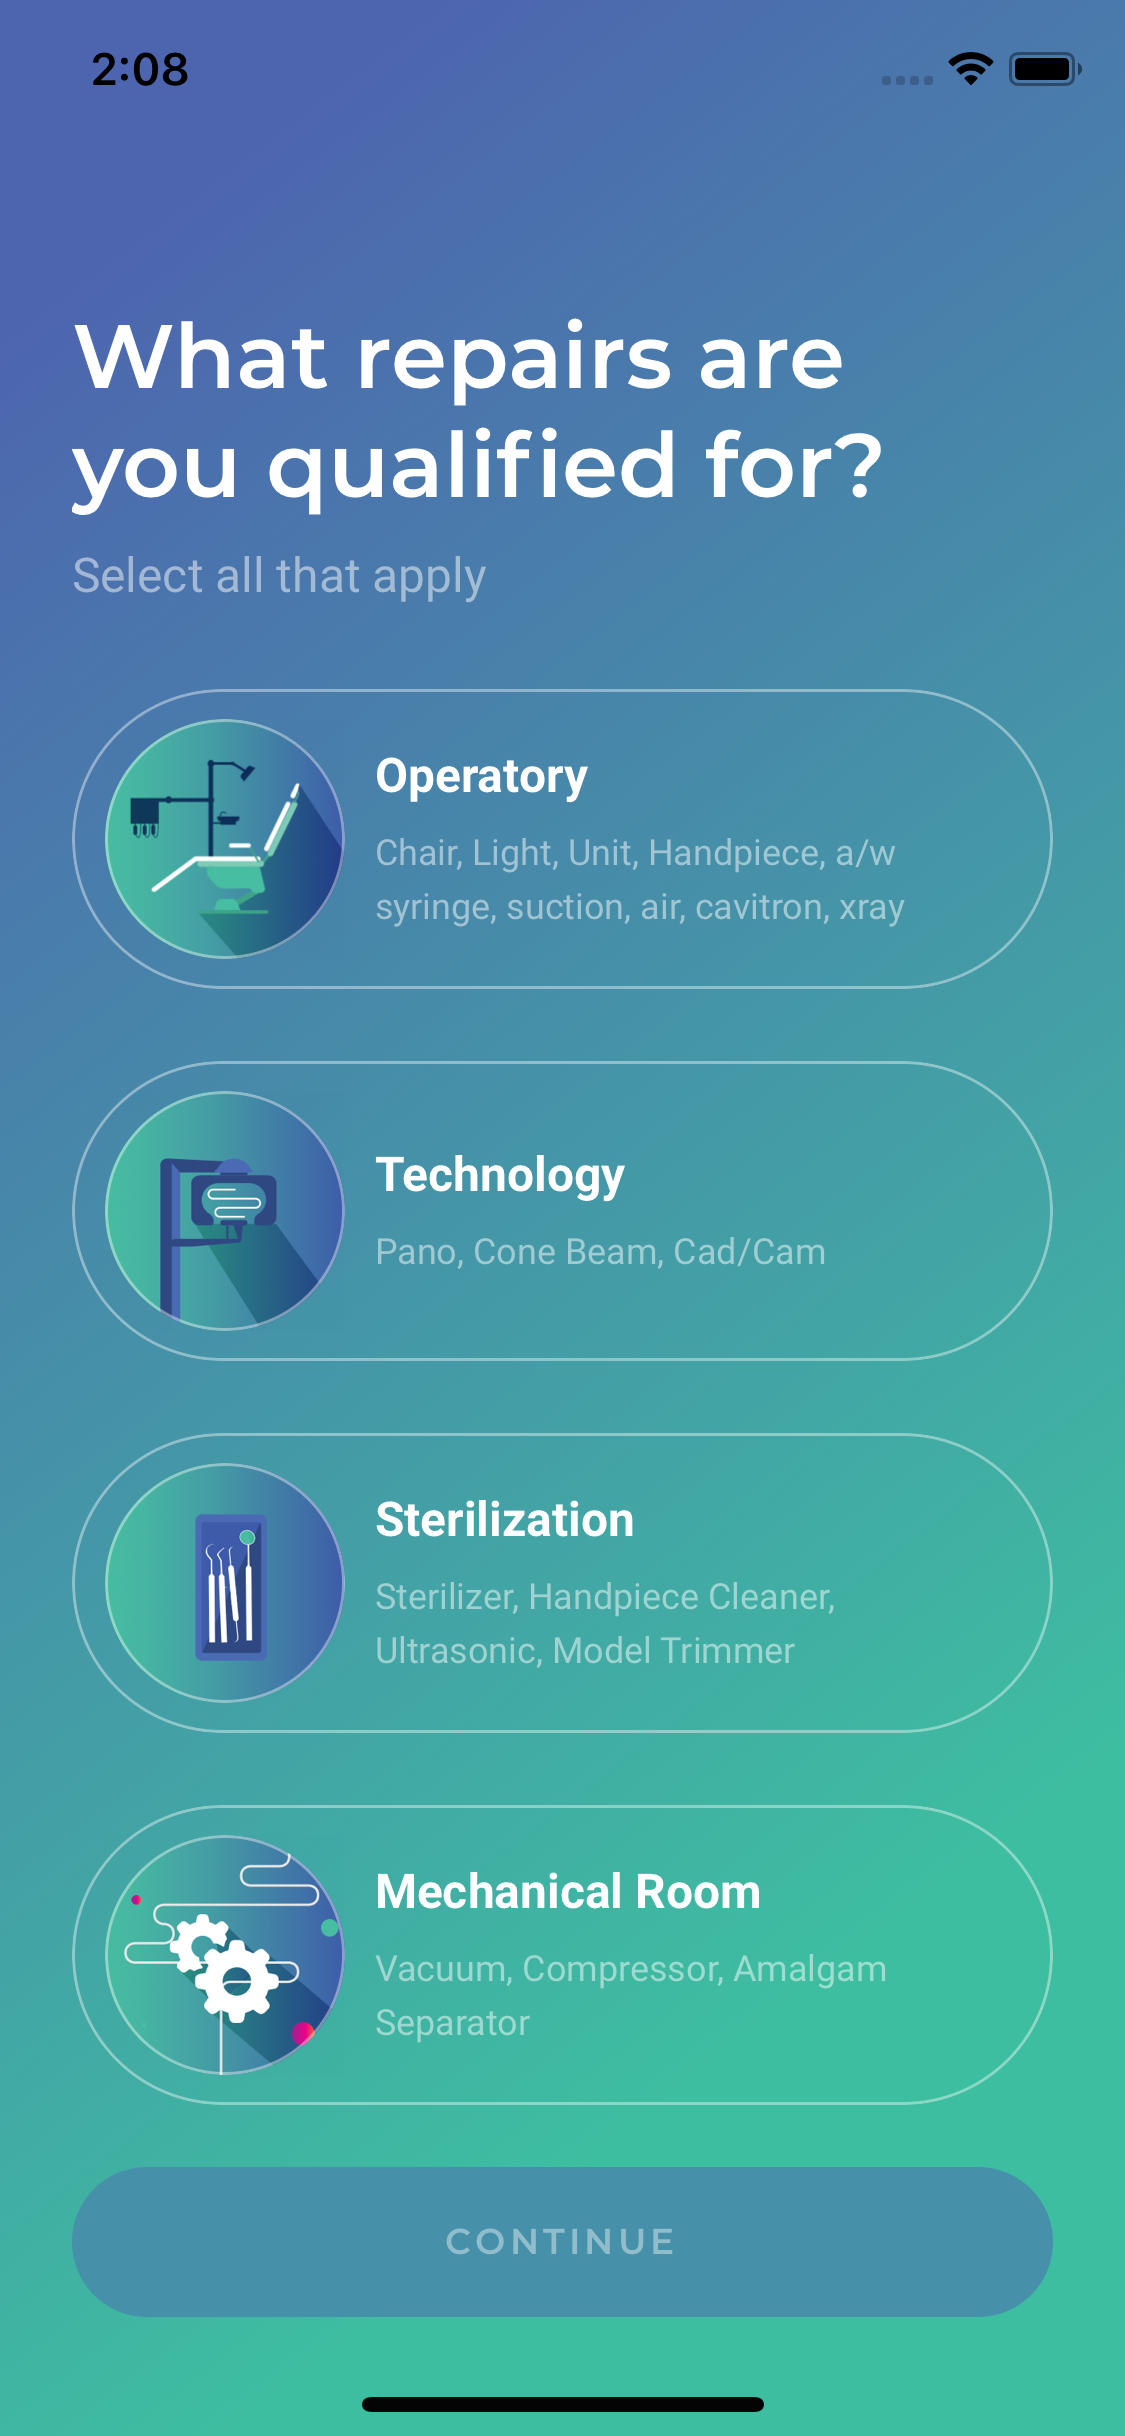 2:08
What repairs are
you qualified for?
Select all that apply
Operatory
Chair, Light, Unit, Handpiece, a/w
syringe, suction, air, cavitron, xray
Technology
Pano, Cone Beam, Cad/Cam
Sterilization
Sterilizer, Handpiece Cleaner,
Ultrasonic, Model Trimmer
Mechanical Room
Vacuum, Compressor, Amalgam
Separator
CONTINUE